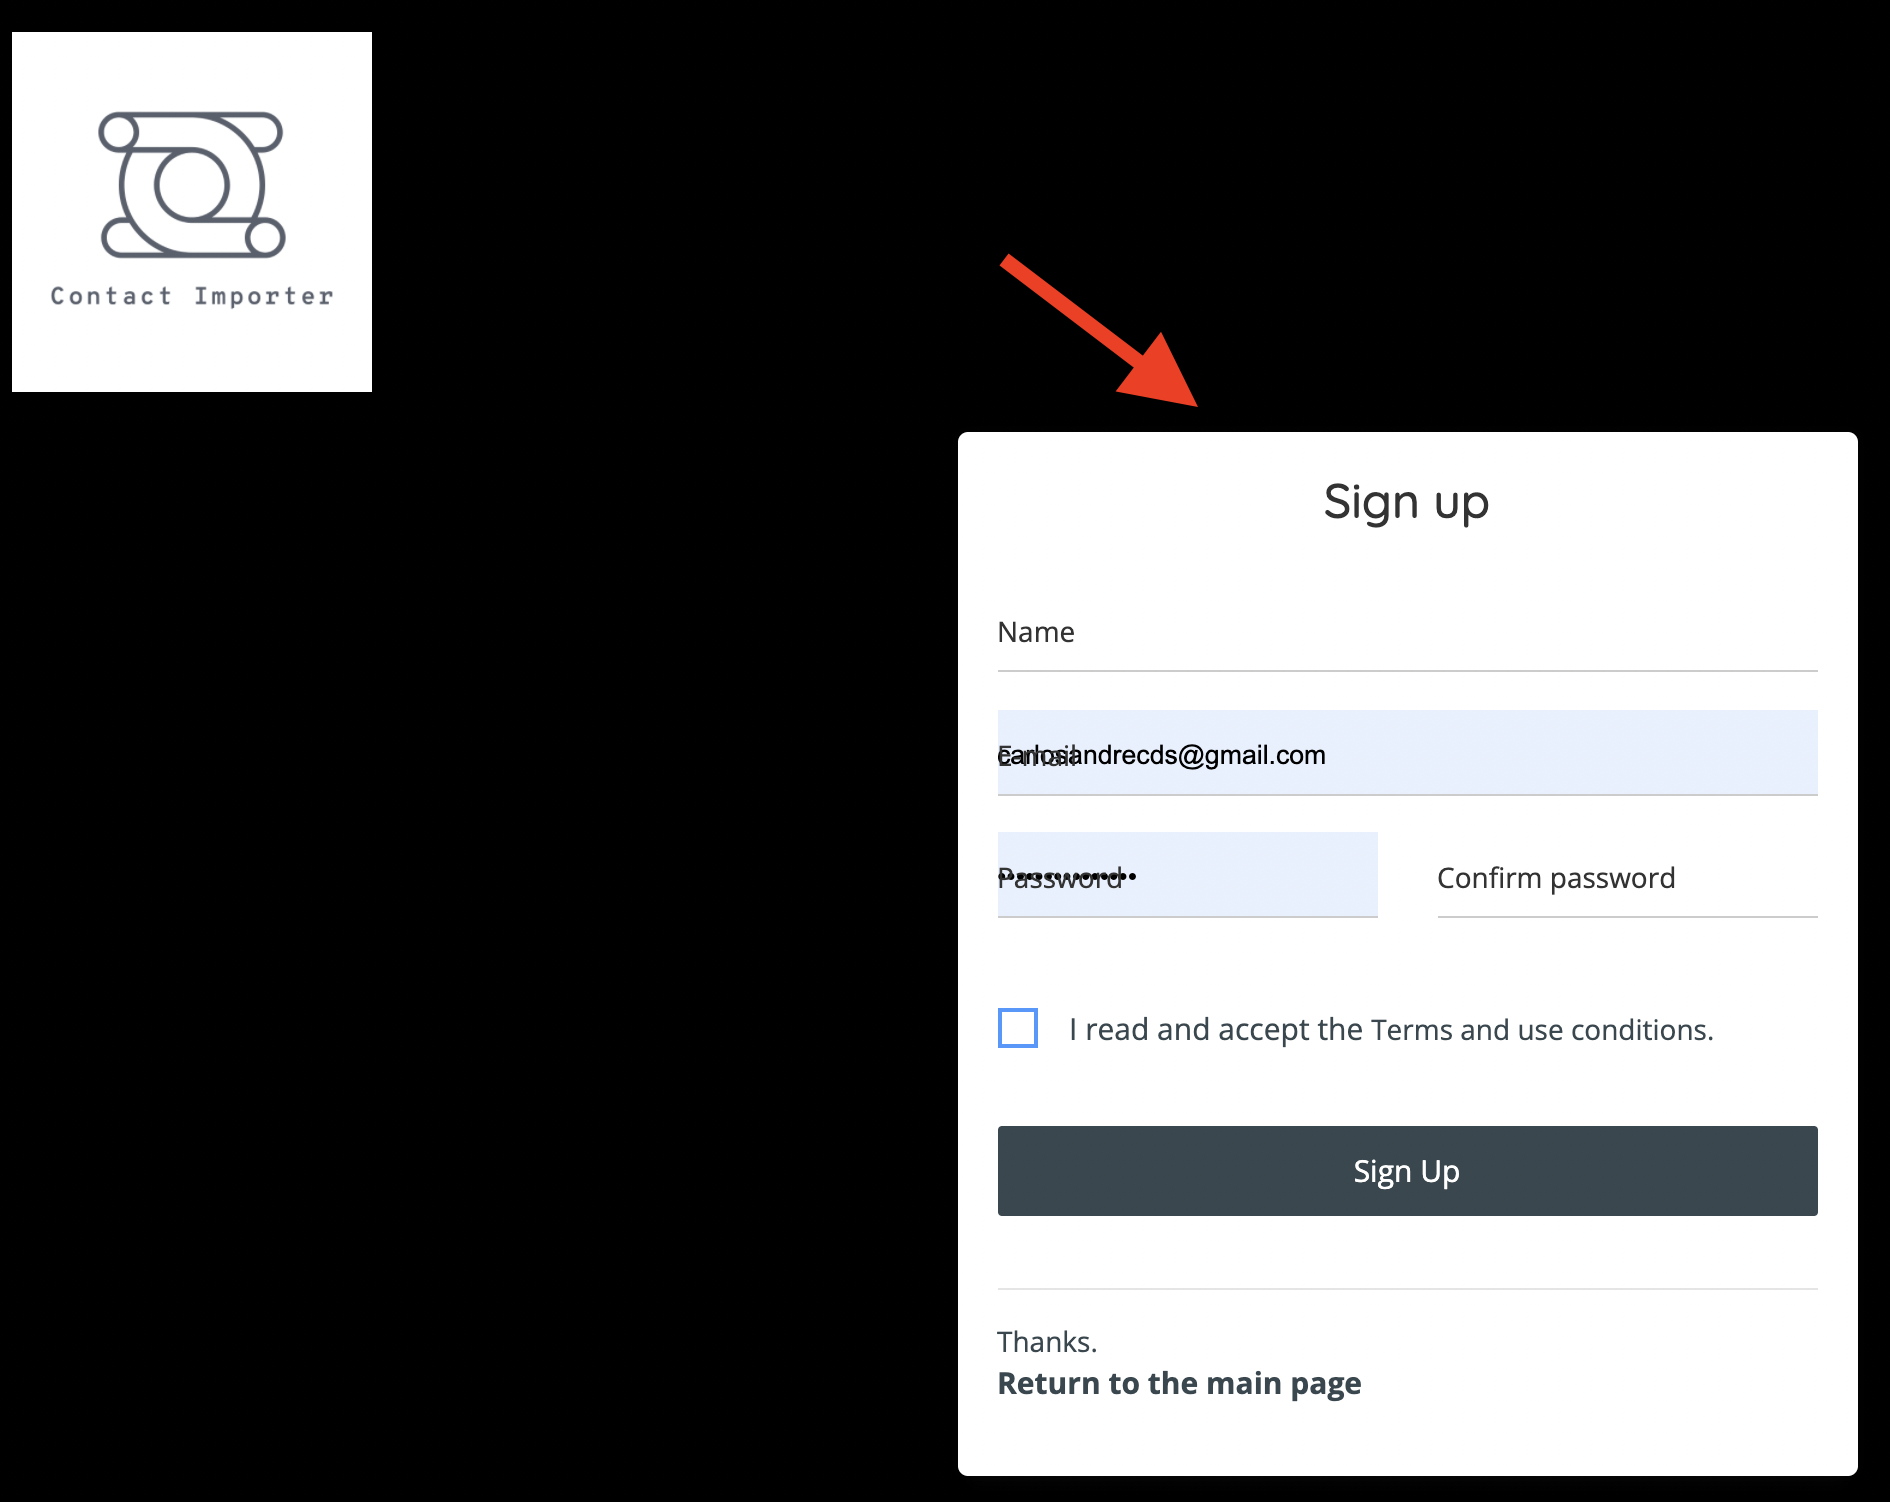 Contact Importer
Sign up
Name
E-mail
carlosandrecds@gmail.com
Password
Confirm password
I read and accept the Terms and use conditions.
Sign Up
Thanks.
Return to the main page